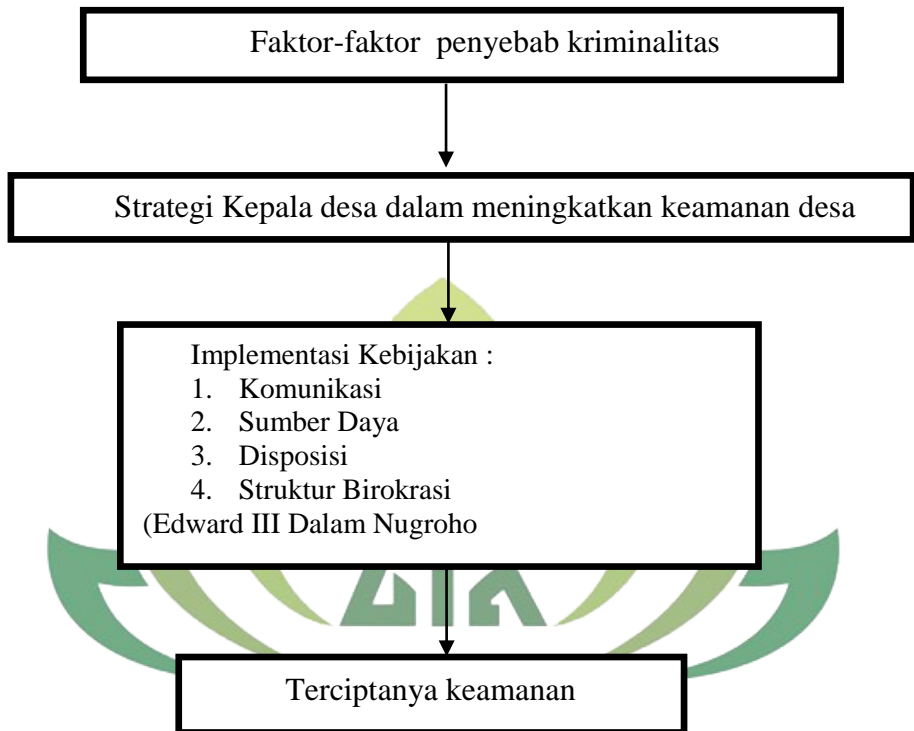 Faktor-faktor penyebab kriminalitas
Strategi Kepala desa dalam meningkatkan keamanan desa
Implementasi Kebijakan :
1. Komunikasi
2. Sumber Daya
3. Disposisi
4. Struktur Birokrasi
(Edward III Dalam Nugroho
Terciptanya keamanan